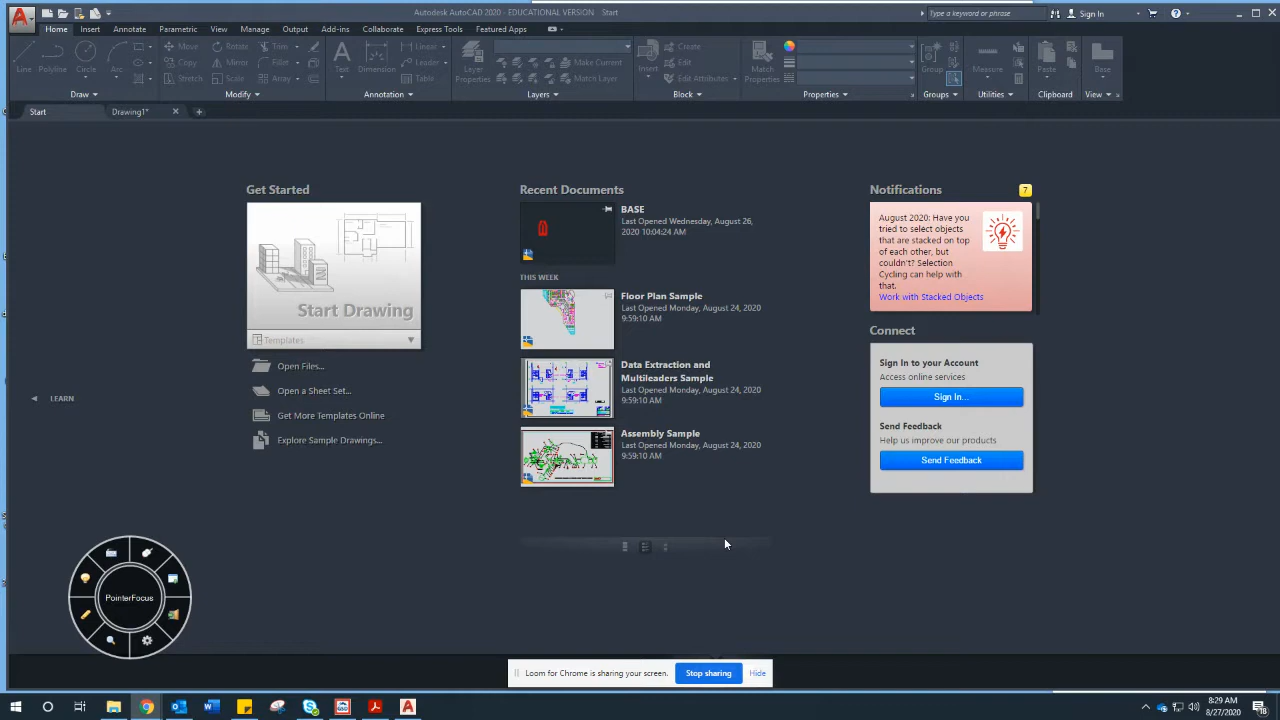 Autodesk AutoCAD 2020 - EDUCATIONAL VERSION - Start
Type a keyword or phrase
Sign In
Home Insert Annotate Parametric View Manage Output Add-ins Collaborate Express Tools Featured Apps
Line Polyline Circle Arc
Move Rotate Trim
Copy Mirror Fillet
Stretch Scale Array
Text Dimension
Linear
Leader
Table
Layer Properties
Make Current
Match Layer
Insert
Create
Edit
Edit Attributes
Match Properties
Group
Measure
Paste
Base
Draw Modify Annotation Layers Block Properties Groups Utilities Clipboard View
Start Drawing1*
Get Started
Start Drawing
Templates
Open Files...
Open a Sheet Set...
Get More Templates Online
Explore Sample Drawings...
LEARN
Recent Documents
BASE
Last Opened Wednesday, August 26,
2020 10:04:24 AM
THIS WEEK
Floor Plan Sample
Last Opened Monday, August 24, 2020
9:59:10 AM
Data Extraction and
Multileaders Sample
Last Opened Monday, August 24, 2020
9:59:10 AM
Assembly Sample
Last Opened Monday, August 24, 2020
9:59:10 AM
Notifications 7
August 2020: Have you
tried to select objects
that are stacked on top
of each other, but
couldn't? Selection
Cycling can help with
that.
Work with Stacked Objects
Connect
Sign In to your Account
Access online services
Sign In...
Send Feedback
Help us improve our products
Send Feedback
PointerFocus
Loom for Chrome is sharing your screen. Stop sharing Hide
8:29 AM
8/27/2020